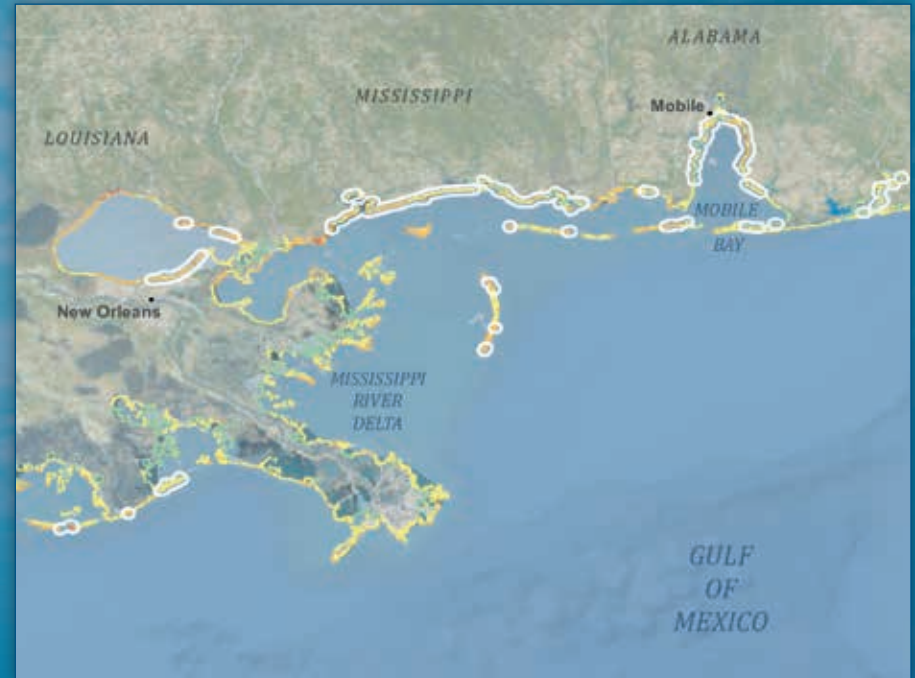 ALABAMA
MISSISSIPPI
Mobile
LOUISIANA
MOBILE
BAY
New Orleans
MISSISSIPPI
RIVER
DELTA
GULF
OF
MEXICO